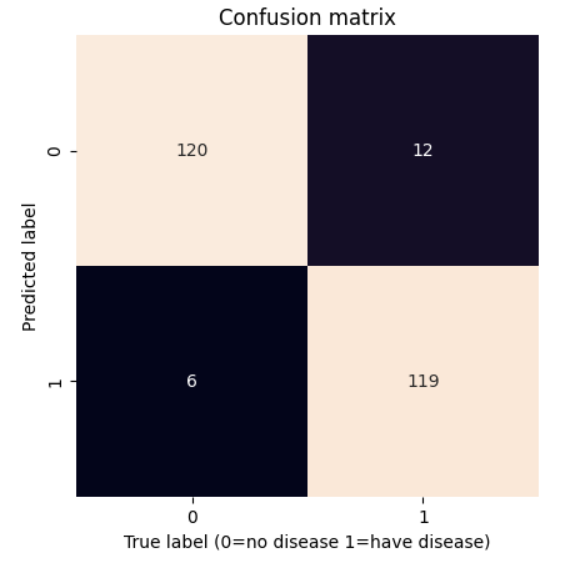 Confusion matrix
Predicted label
0
120
12
1
6
119
0
1
True label (0=no disease 1=have disease)